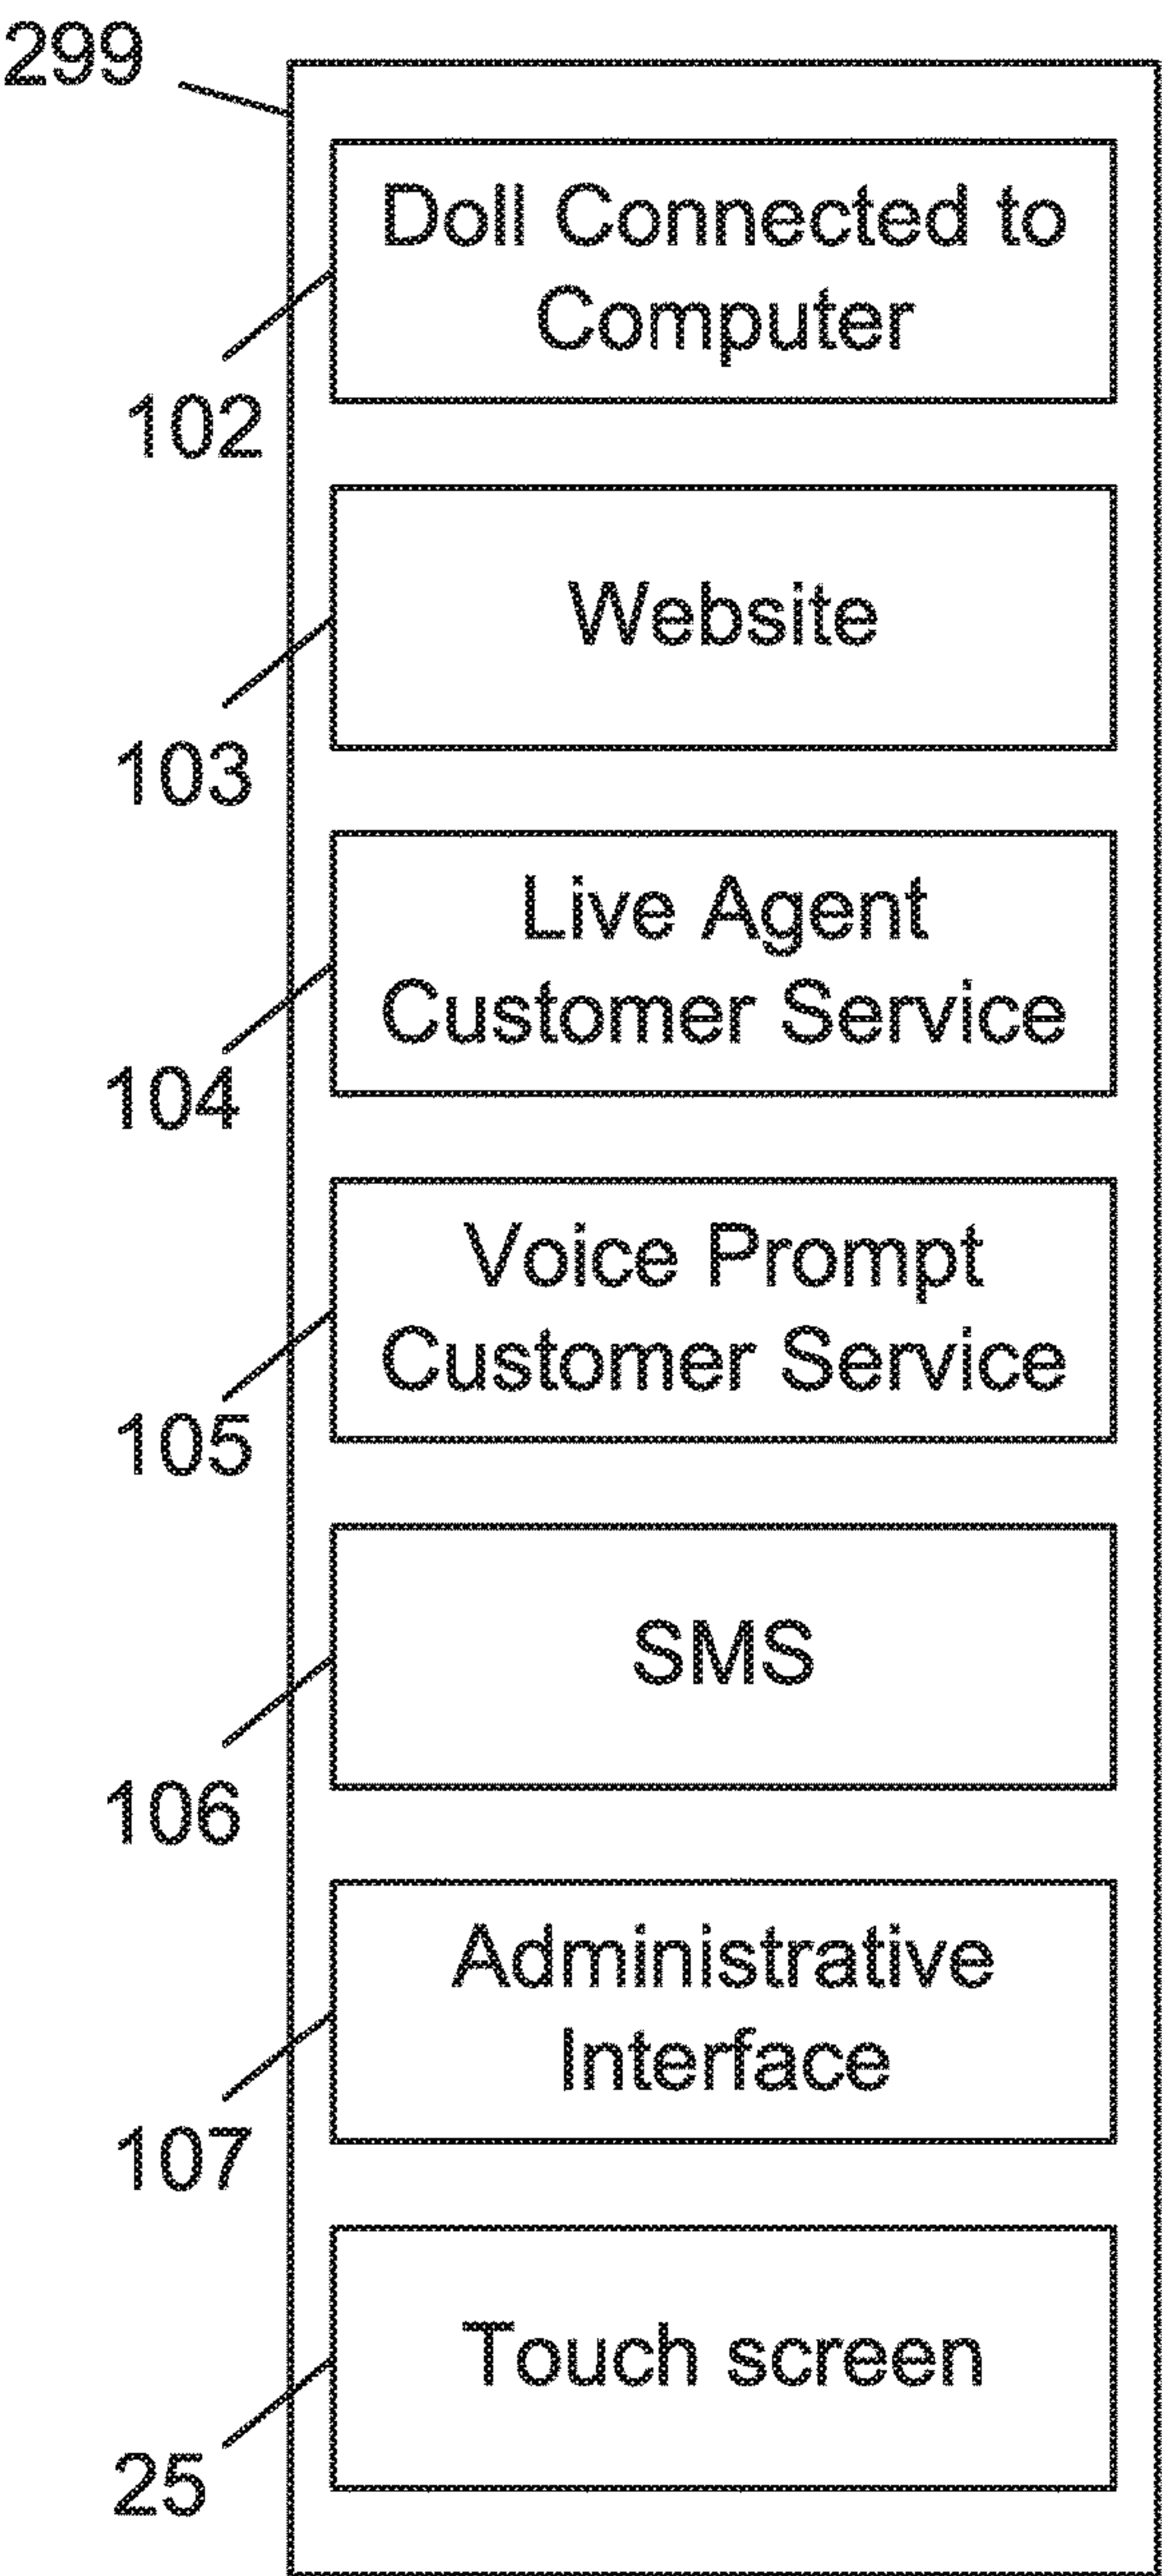 299
Doll Connected to
Computer
102
Website
103
Live Agent
Customer Service
104
Voice Prompt
Customer Service
105
SMS
106
Administrative
Interface
107
Touch screen
25